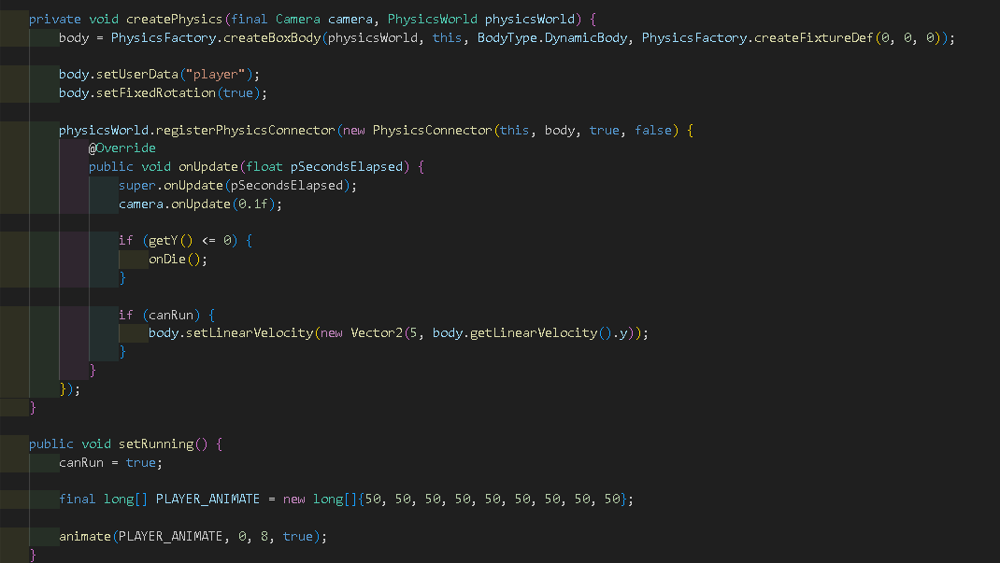 private void createPhysics(final Camera camera, PhysicsWorld physicsWorld) {
body = PhysicsFactory.createBoxBody(physicsWorld, this, BodyType.DynamicBody, PhysicsFactory.createFixtureDef(0, 0, 0));
body.setUserData("player");
body.setFixedRotation(true);
physicsWorld.registerPhysicsConnector(new PhysicsConnector(this, body, true, false) {
@Override
public void onUpdate(float pSecondsElapsed) {
super.onUpdate(pSecondsElapsed);
camera.onUpdate(0.1f);
if (getY() <= 0) {
onDie();
}
if (canRun) {
body.setLinearVelocity(new Vector2(5, body.getLinearVelocity().y));
}
}
});
}
public void setRunning() {
canRun = true;
final long[] PLAYER_ANIMATE = new long[]{50, 50, 50, 50, 50, 50, 50, 50, 50};
animate(PLAYER_ANIMATE, 0, 8, true);
}